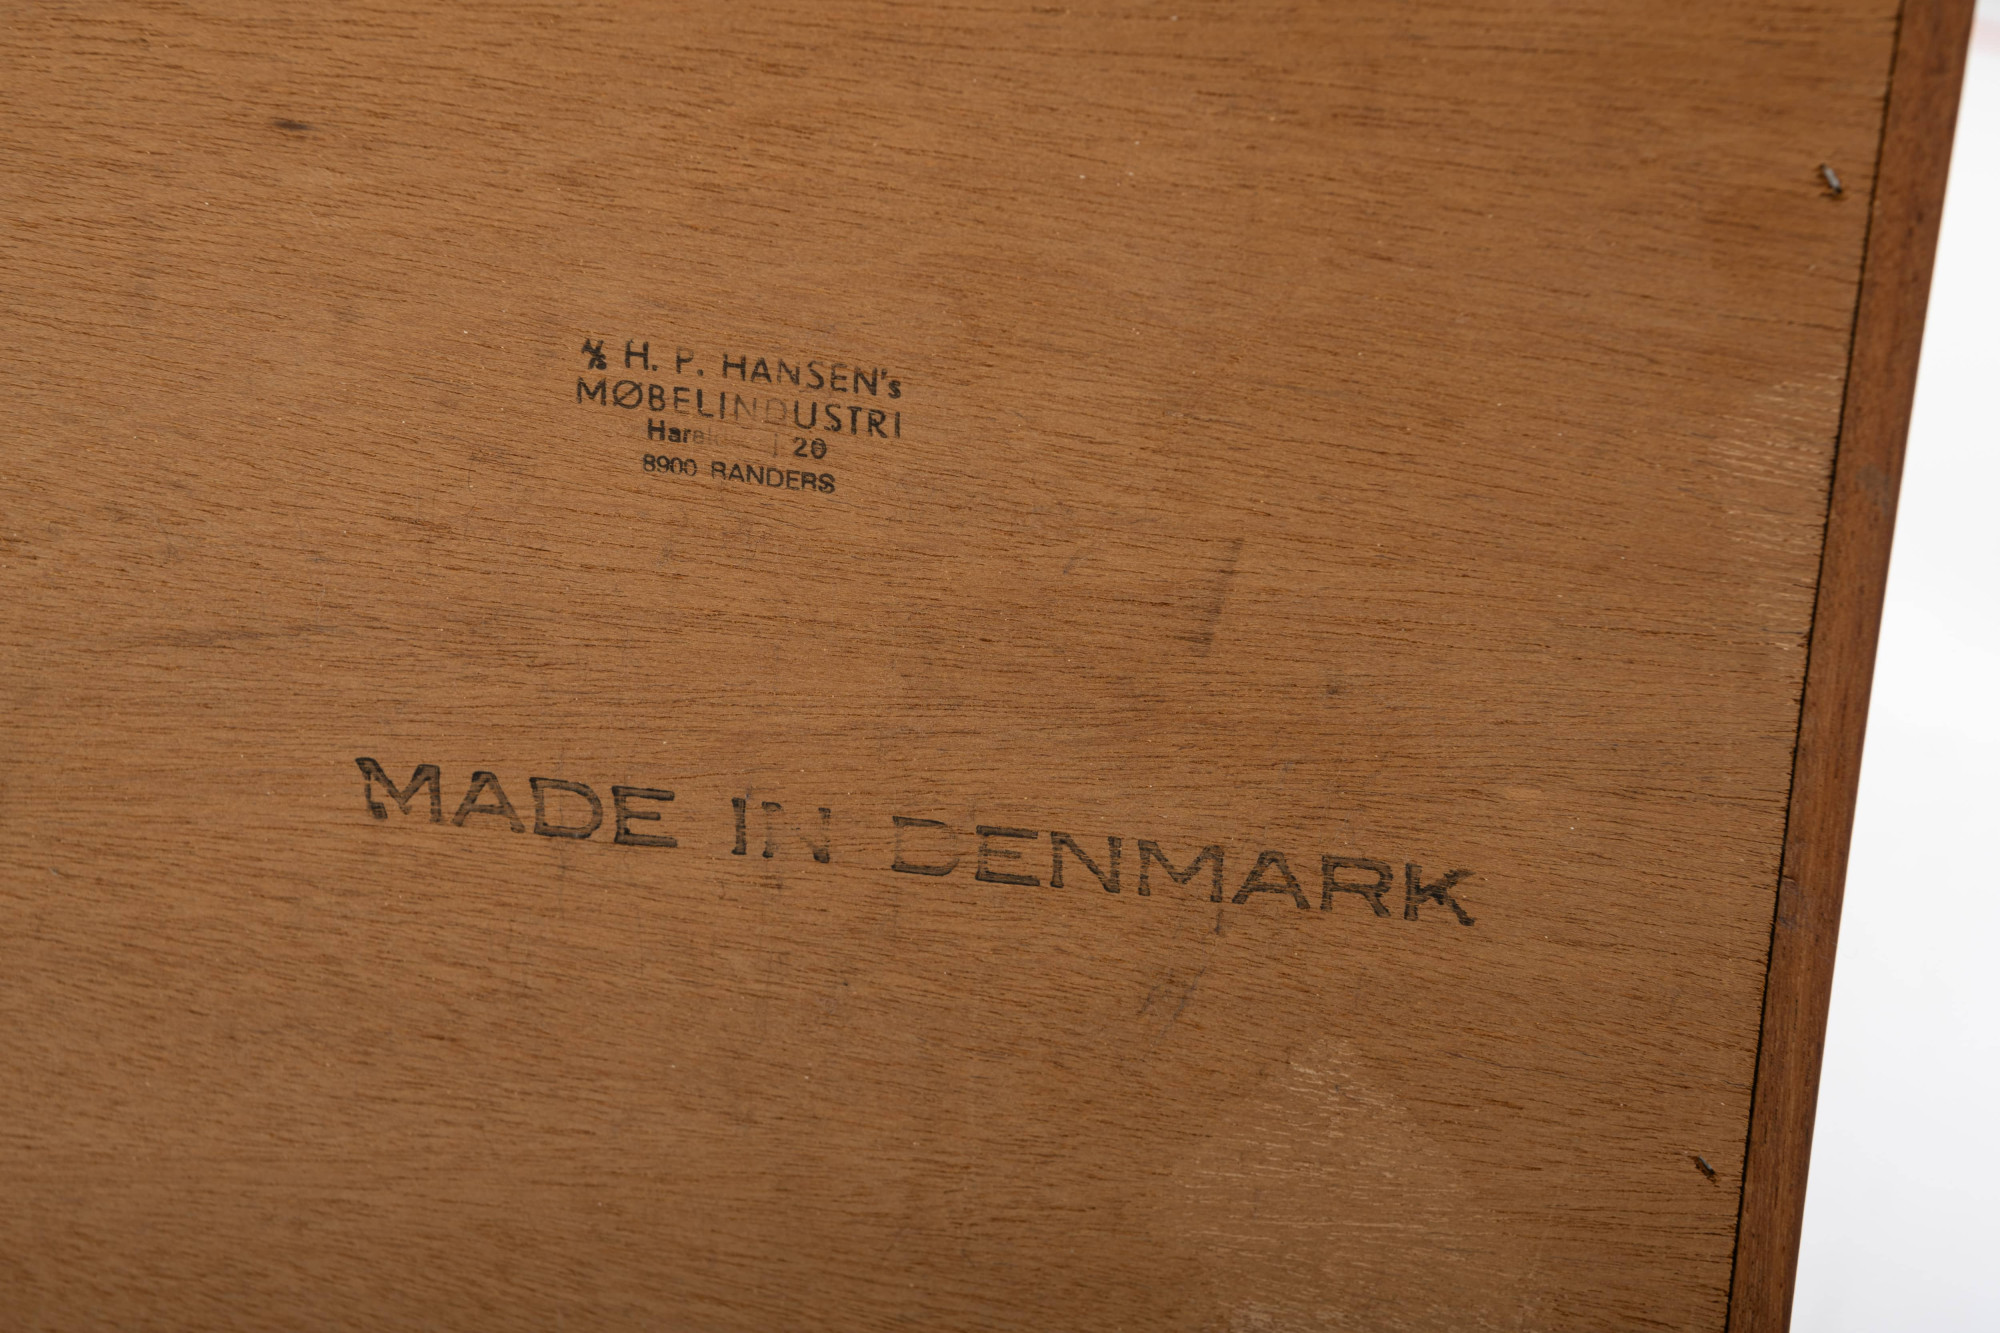 A/S H. P. HANSEN's
MØBELINDUSTRI
20
8900 RANDERS
MADE IN DENMARK